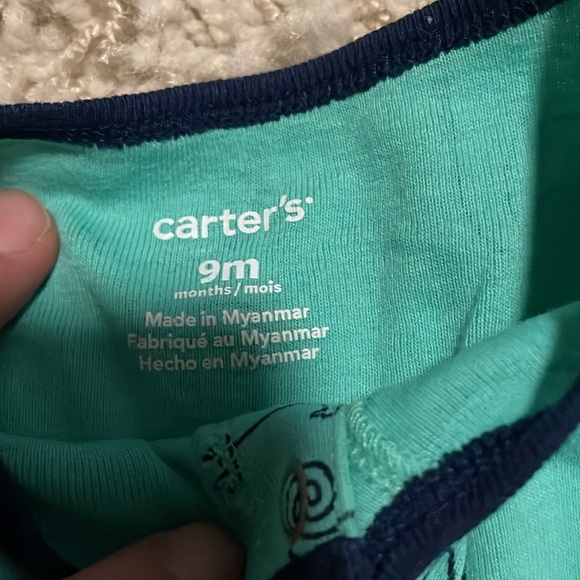 carter's
9m
months/mois
Made in Myanmar
Fabriqué au Myanmar
Hecho en Myanmar